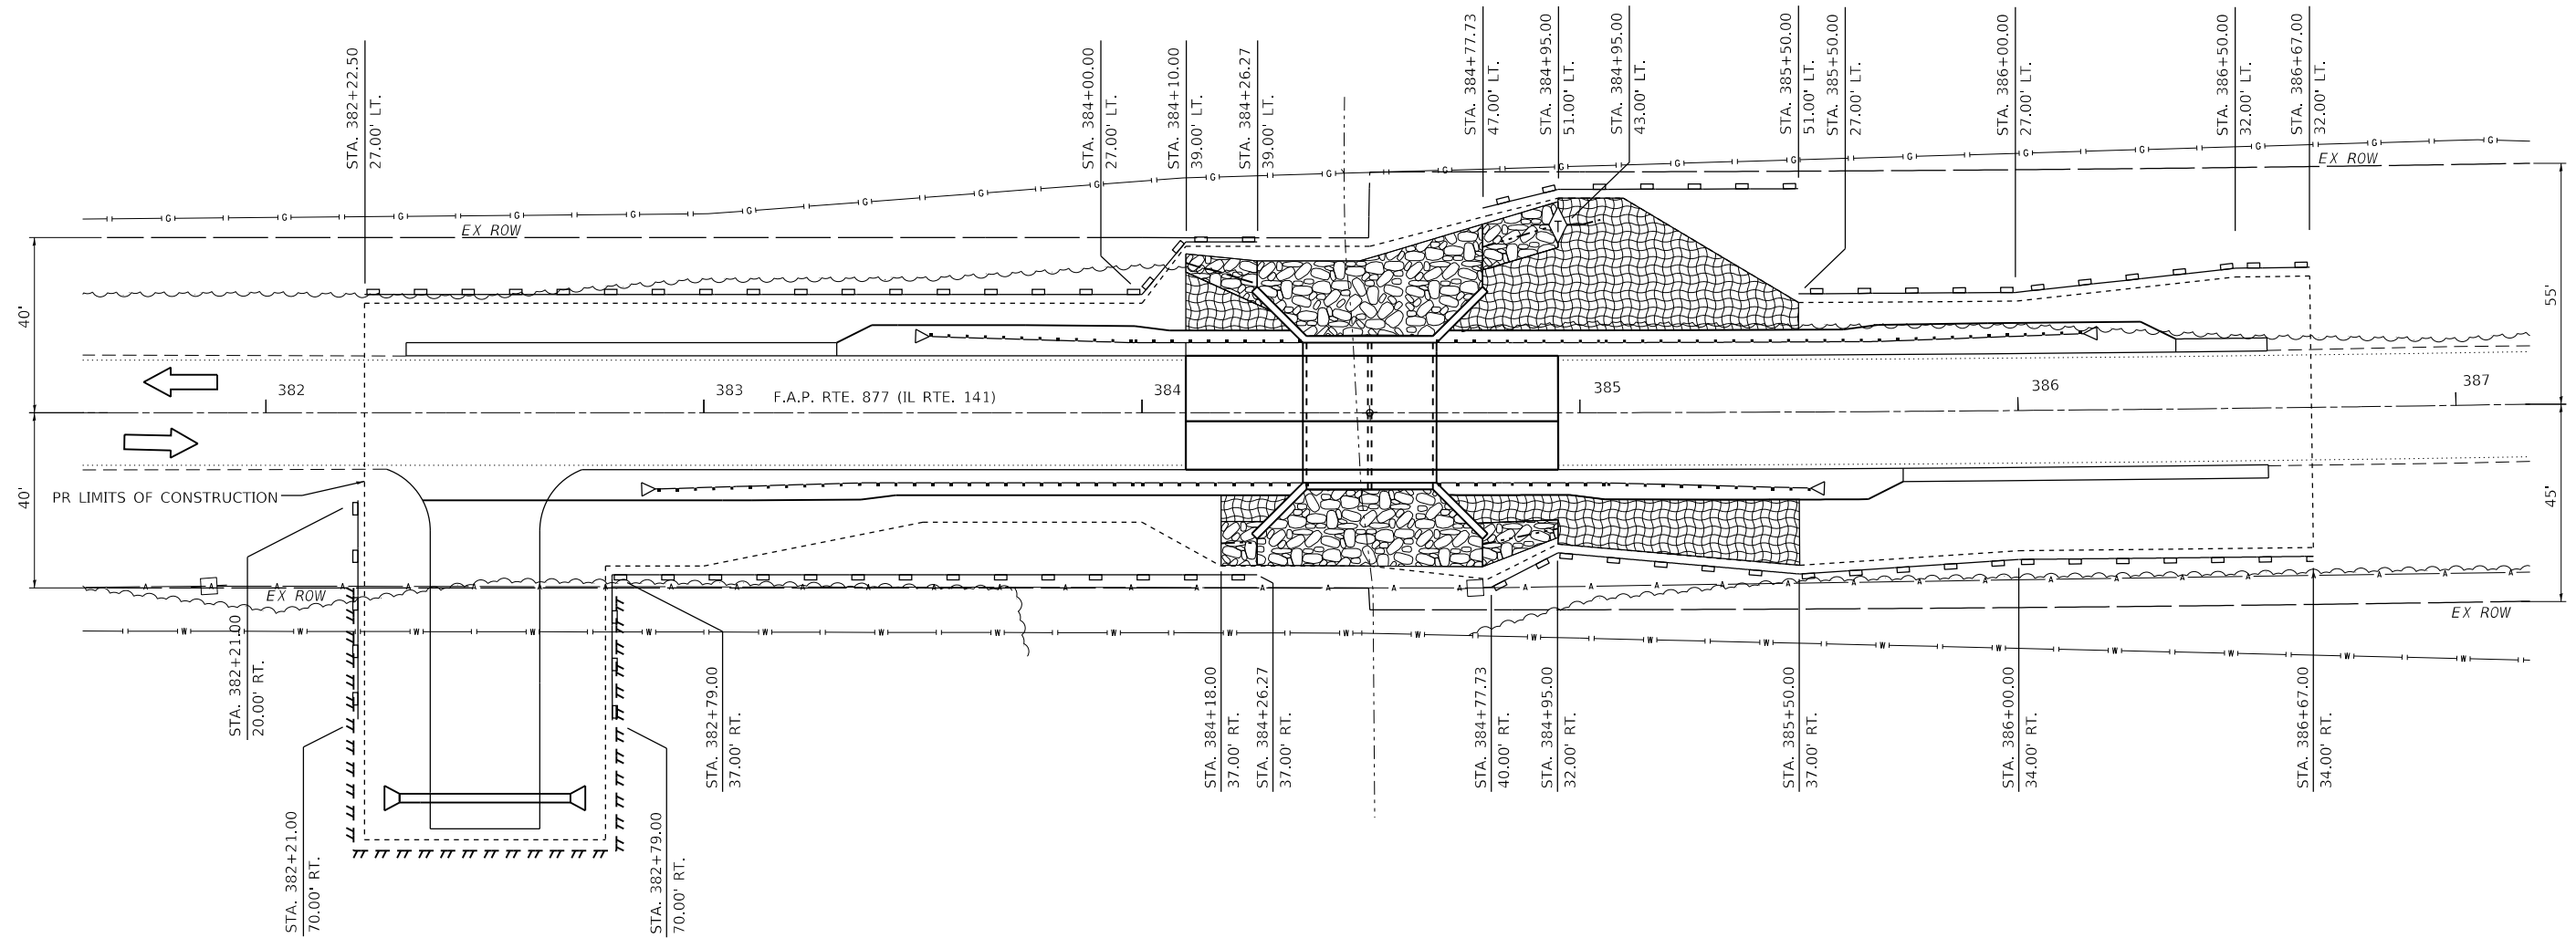 STA. 382+22.50
27.00' LT.
STA. 384+00.00
27.00' LT.
STA. 384+10.00
39.00' LT.
STA. 384+26.27
39.00' LT.
STA. 384+77.73
47.00' LT.
STA. 384+95.00
51.00' LT.
STA. 384+95.00
43.00' LT.
STA. 385+50.00
51.00' LT.
STA. 385+50.00
27.00' LT.
STA. 386+00.00
27.00' LT.
STA. 386+50.00
32.00' LT.
STA. 386+67.00
32.00' LT.
G G G G G G G G G G G G G G G G G G G G G
EX ROW
EX ROW
T
40'
55'
382
383
384
385
386
387
F.A.P. RTE. 877 (IL RTE. 141)
40'
45'
PR LIMITS OF CONSTRUCTION
A A A A A A A A A A A A A A A A A A A A A A A A A A A A A A A A A A A A A
EX ROW
EX ROW
W W W W W W W W W W W W W W W W W W W W
STA. 382+21.00
20.00' RT.
STA. 382+21.00
70.00' RT.
STA. 382+79.00
70.00' RT.
STA. 382+79.00
37.00' RT.
STA. 384+18.00
37.00' RT.
STA. 384+26.27
37.00' RT.
STA. 384+77.73
40.00' RT.
STA. 384+95.00
32.00' RT.
STA. 385+50.00
37.00' RT.
STA. 386+00.00
34.00' RT.
STA. 386+67.00
34.00' RT.